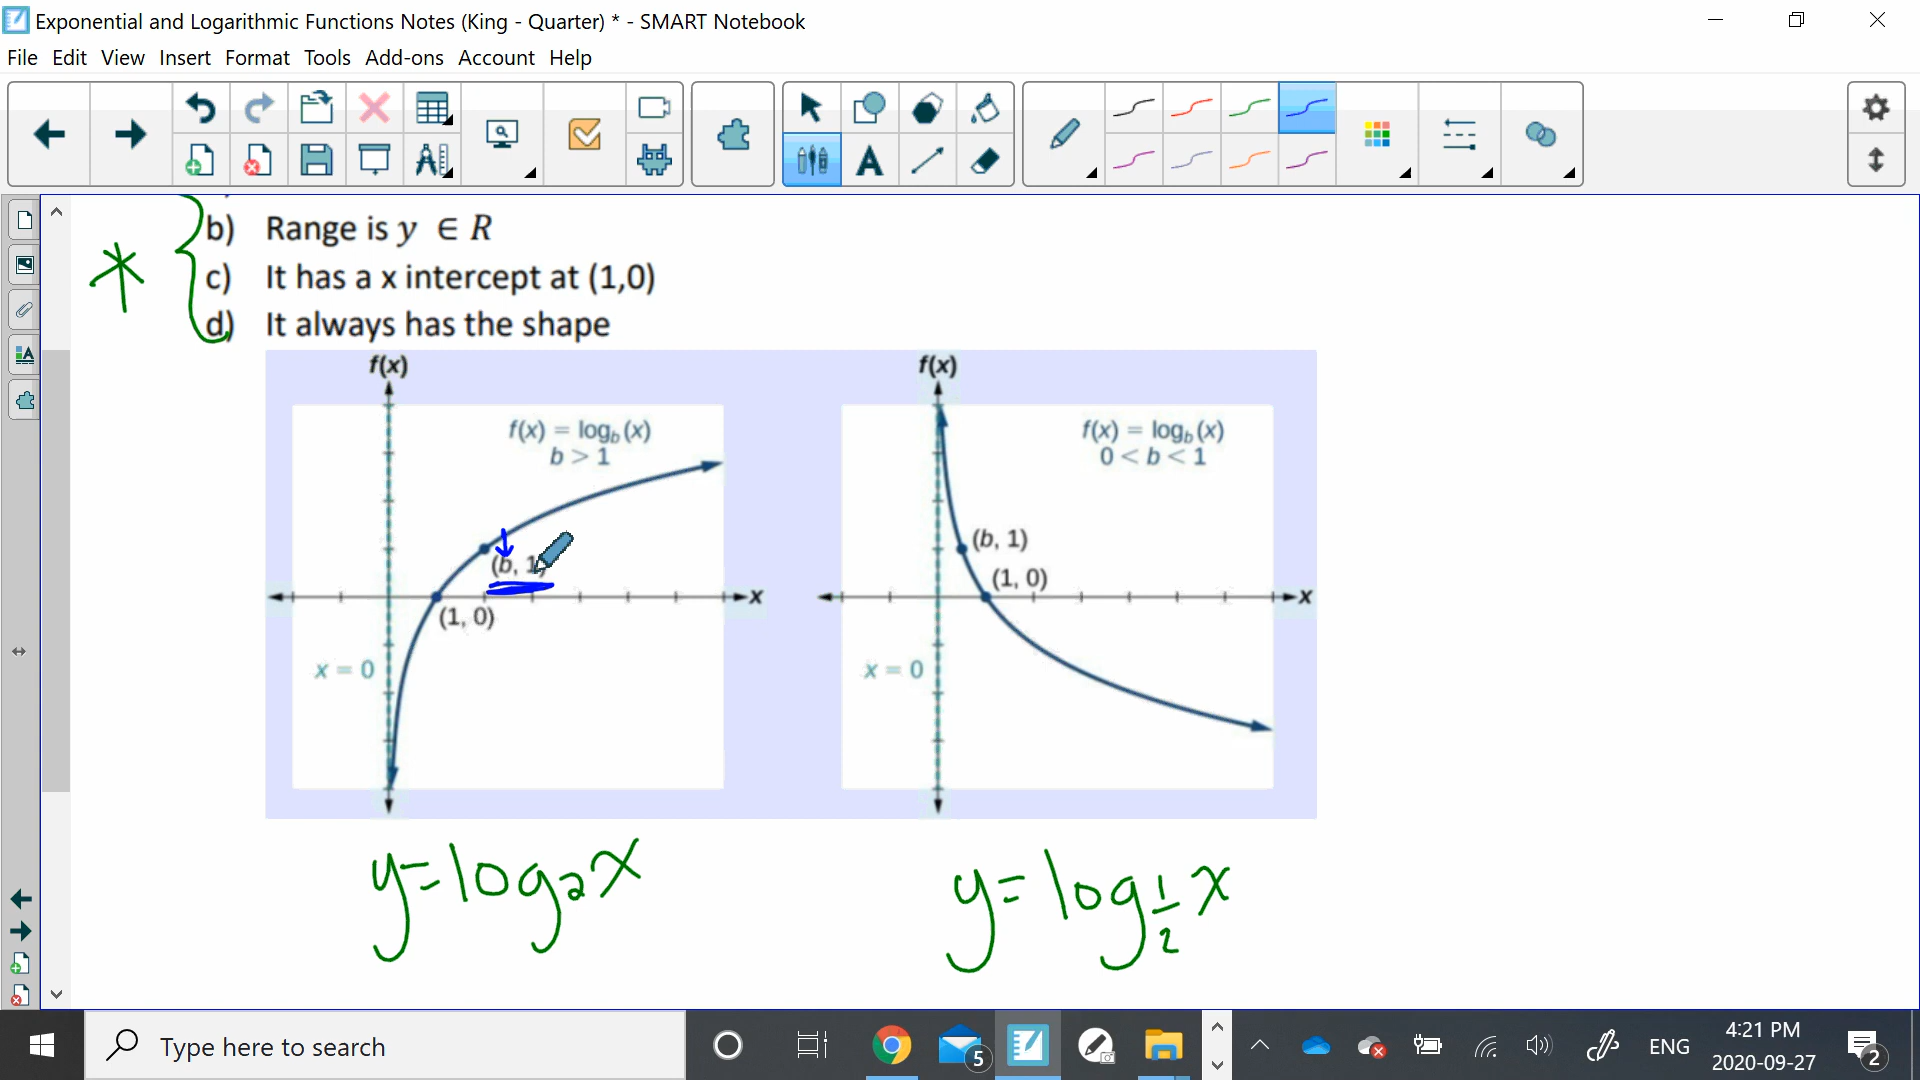 Exponential and Logarithmic Functions Notes (King - Quarter) * - SMART Notebook
File Edit View Insert Format Tools Add-ons Account Help
b) Range is y ∈ R
c) It has a x intercept at (1,0)
d) It always has the shape
f(x)
f(x) = log_b(x)
b > 1
(b, 1)
x
(1, 0)
x = 0
f(x)
f(x) = log_b(x)
0 < b < 1
(b, 1)
(1, 0)
x
x = 0
y=log₂x
y=log_{1/2}x
Type here to search
5
ENG
4:21 PM
2020-09-27
2